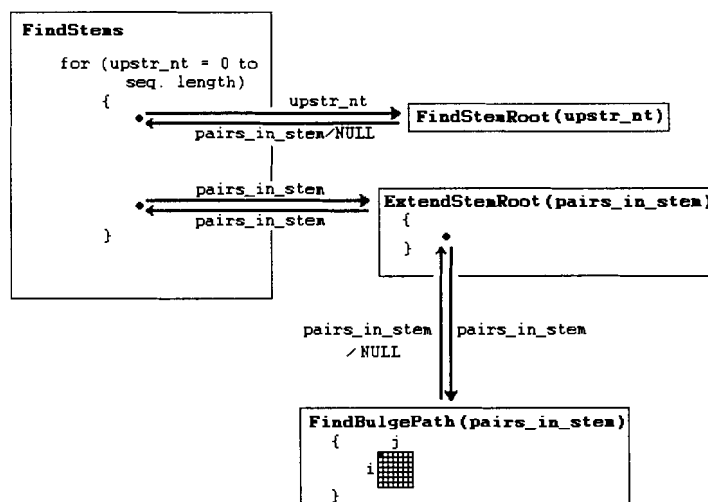 FindStems
for (upstr_nt = 0 to
seq. length)
{
upstr_nt
pairs_in_stem/NULL
FindStemRoot(upstr_nt)
pairs_in_stem
pairs_in_stem
}
ExtendStemRoot(pairs_in_stem)
{
}
pairs_in_stem
/NULL
pairs_in_stem
FindBulgePath(pairs_in_stem)
{ j
i
}